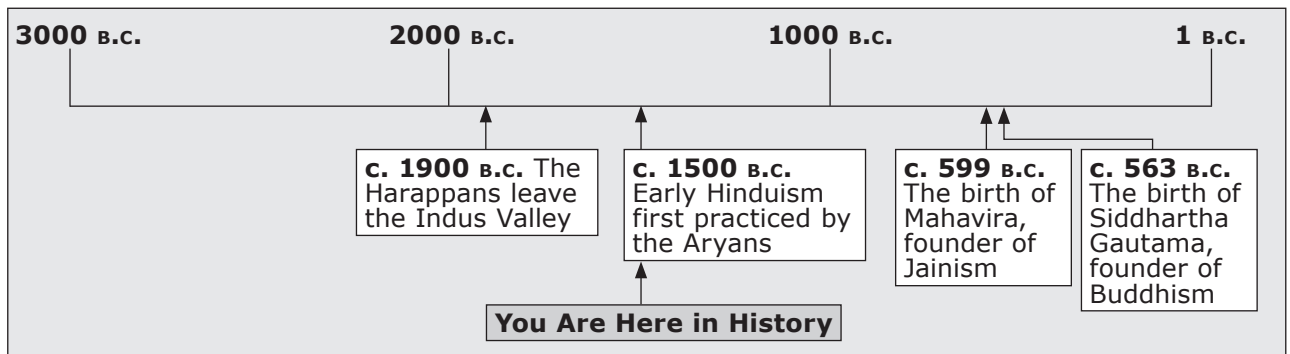 3000 B.C.
2000 B.C.
1000 B.C.
1 B.C.
c. 1900 B.C. The
Harappans leave
the Indus Valley
c. 1500 B.C.
Early Hinduism
first practiced by
the Aryans
c. 599 B.C.
The birth of
Mahavira,
founder of
Jainism
c. 563 B.C.
The birth of
Siddhartha
Gautama,
founder of
Buddhism
You Are Here in History